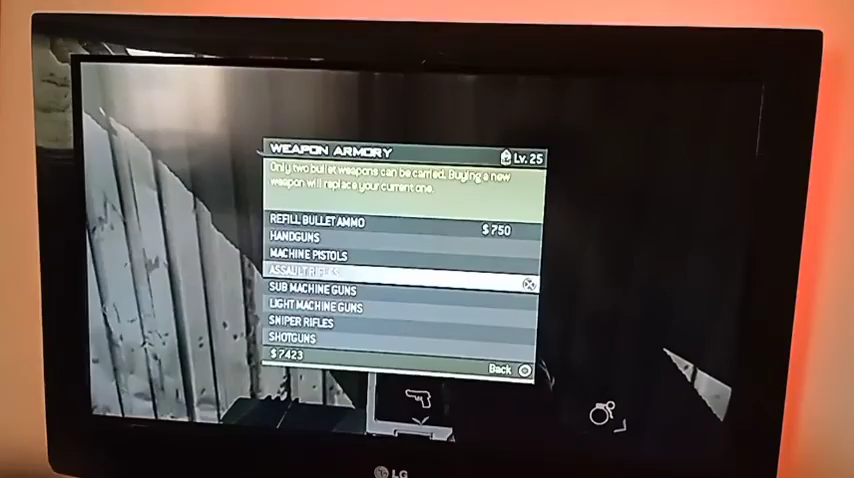 WEAPON ARMORY
Lv. 25
Only two bullet weapons can be carried. Buying a new
weapon will replace your current one.
REFILL BULLET AMMO
$ 750
HANDGUNS
MACHINE PISTOLS
ASSAULT RIFLES
SUB MACHINE GUNS
LIGHT MACHINE GUNS
SNIPER RIFLES
SHOTGUNS
$ 7423
Back
LG